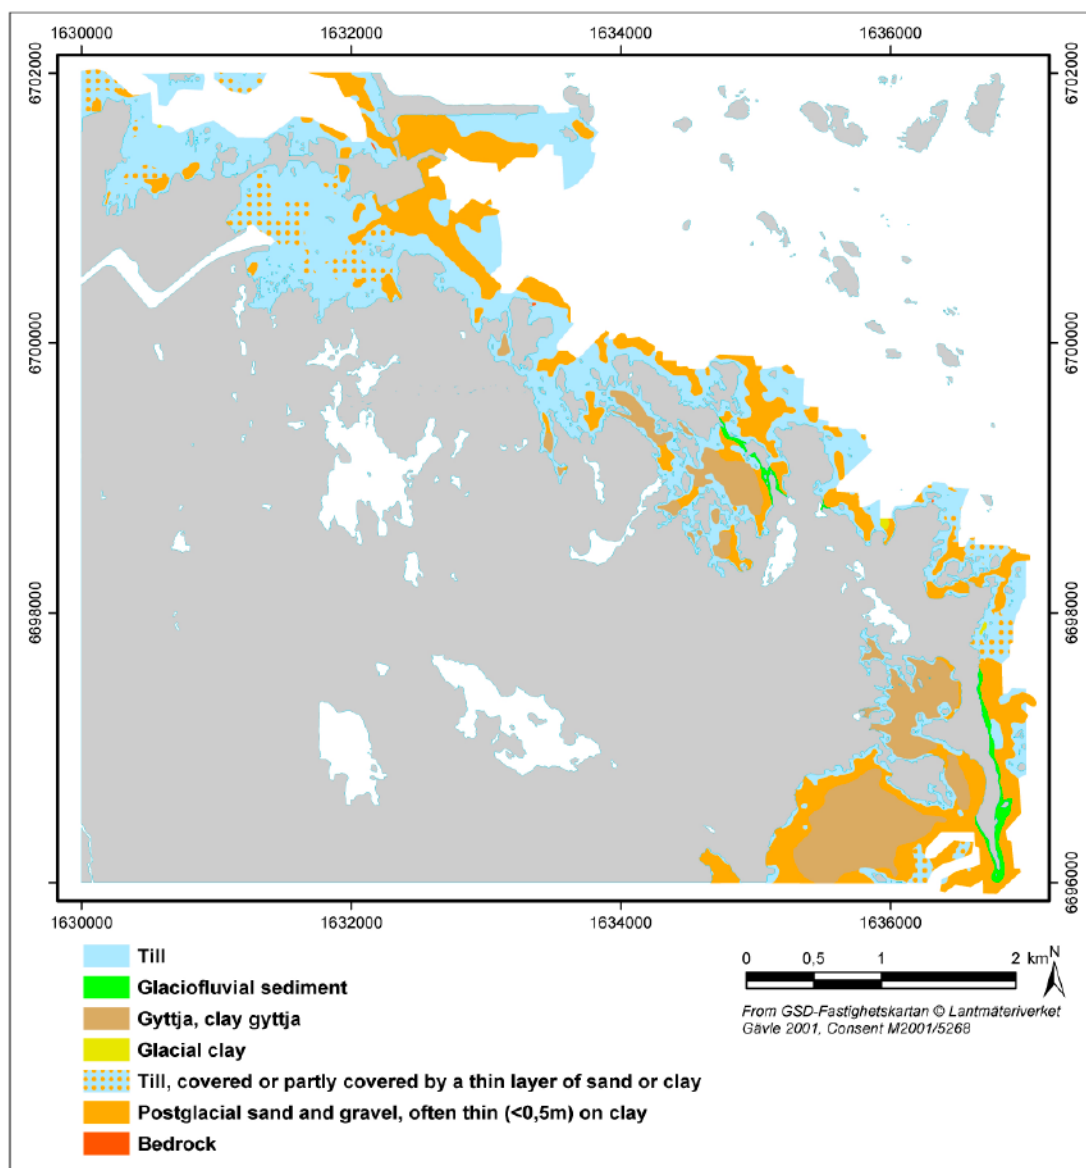 1630000 1632000 1634000 1636000
6702000 6702000
6700000 6700000
6698000 6698000
6696000 6696000
1630000 1632000 1634000 1636000
Till
Glaciofluvial sediment
Gyttja, clay gyttja
Glacial clay
Till, covered or partly covered by a thin layer of sand or clay
Postglacial sand and gravel, often thin (<0,5m) on clay
Bedrock
0 0,5 1 2 km N
From GSD-Fastighetskartan © Lantmäteriverket
Gävle 2001, Consent M2001/5268